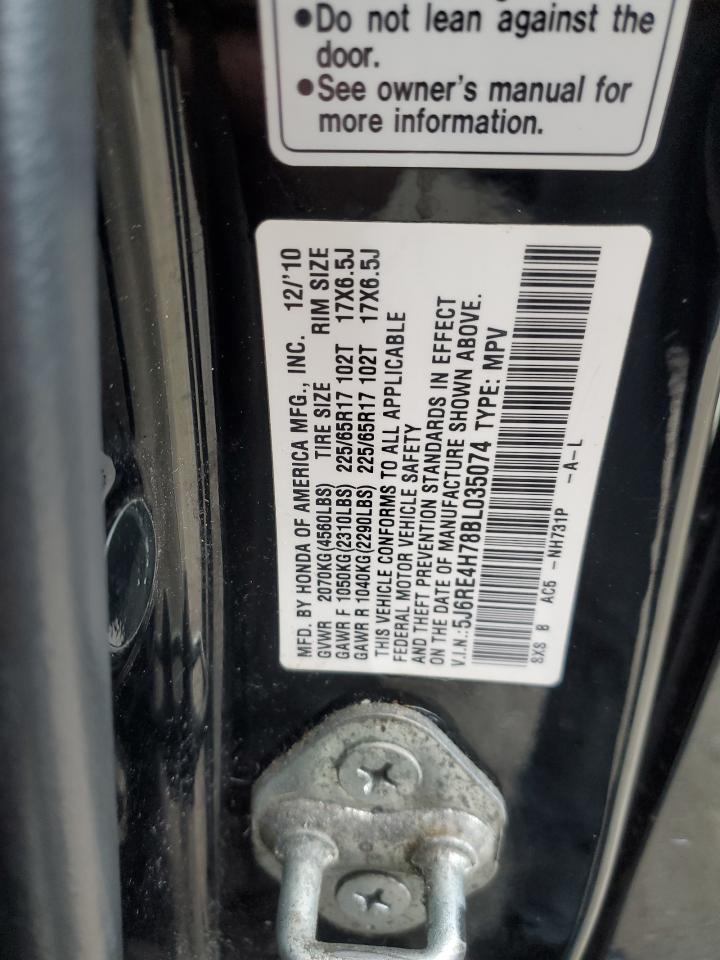 ●Do not lean against the
door.
●See owner's manual for
more information.
MFD. BY HONDA OF AMERICA MFG., INC. 12/'10
GVWR 2070KG(4560LBS) TIRE SIZE RIM SIZE
GAWR F 1050KG(2310LBS) 225/65R17 102T 17X6.5J
GAWR R 1040KG(2290LBS) 225/65R17 102T 17X6.5J
THIS VEHICLE CONFORMS TO ALL APPLICABLE
FEDERAL MOTOR VEHICLE SAFETY
AND THEFT PREVENTION STANDARDS IN EFFECT
ON THE DATE OF MANUFACTURE SHOWN ABOVE.
V.I.N.:5J6RE4H78BL035074 TYPE: MPV
8X8 B AC5 -NH731P -A-L